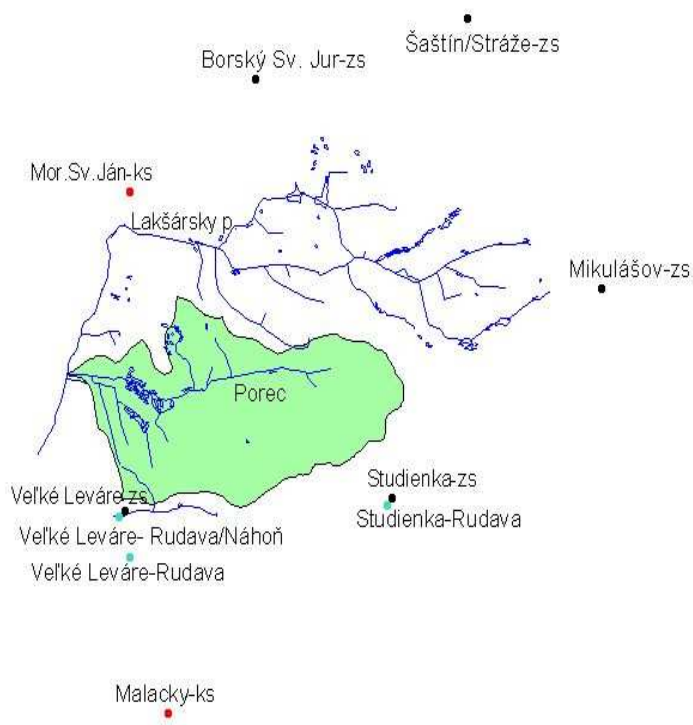 Šaštín/Stráže-zs
Borský Sv. Jur-zs
Mor.Sv.Ján-ks
Lakšársky p.
Mikulášov-zs
Porec
Studienka-zs
Veľké Leváre-zs
Studienka-Rudava
Veľké Leváre- Rudava/Náhoň
Veľké Leváre-Rudava
Malacky-ks